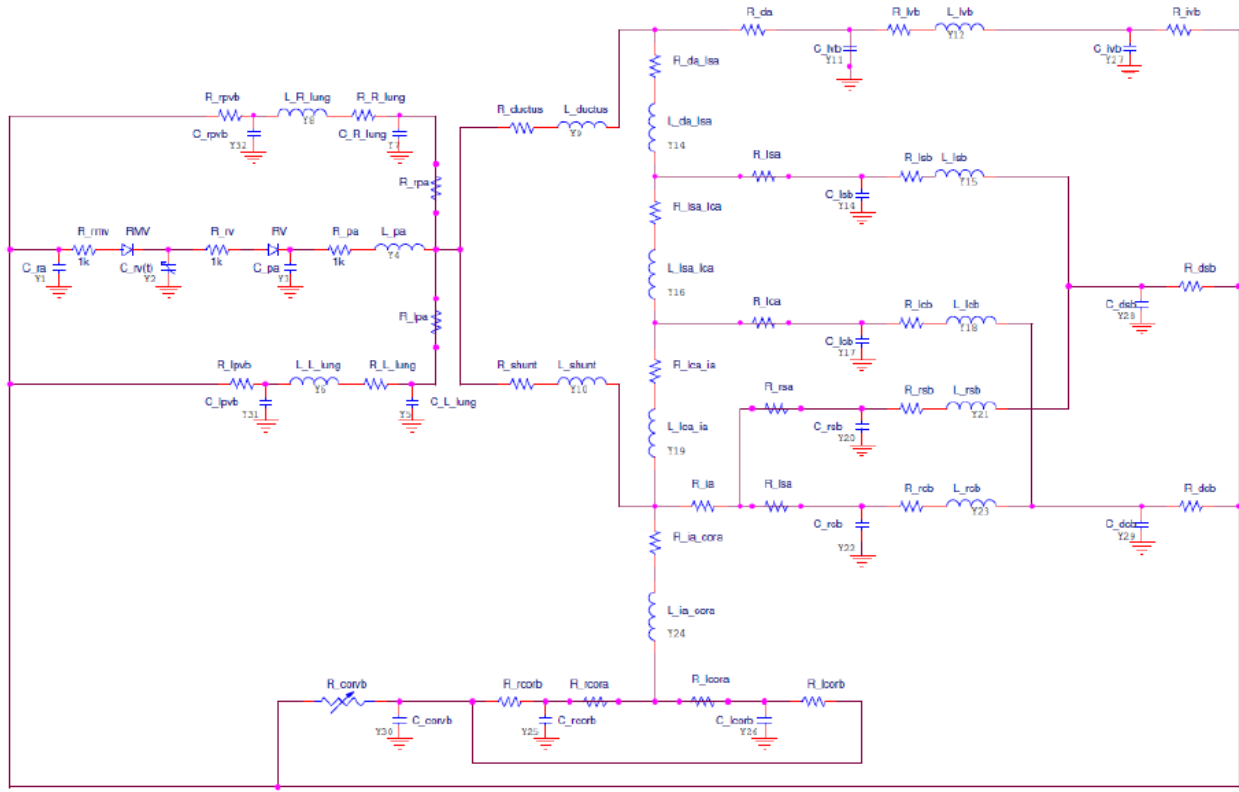 R_da
R_lvb
L_lvb
Y12
R_ivb
C_lvb
Y11
C_ivb
Y27
R_da_lsa
R_rpvb
L_R_lung
Y8
R_R_lung
C_rpvb
Y32
C_R_lung
Y7
R_ductus
L_ductus
Y9
L_da_lsa
Y14
R_rpa
R_lsa
R_lsb
L_lsb
Y15
C_lsb
Y14
R_lsa_lca
R_rmv
1k
RMV
R_rv
1k
RV
R_pa
1k
L_pa
Y4
C_ra
Y1
C_rv(t)
Y2
C_pa
Y3
L_lsa_lca
Y16
R_dsb
C_dsb
Y28
R_lpa
R_lca
R_lcb
L_lcb
Y18
C_lcb
Y17
R_lpvb
L_L_lung
Y6
R_L_lung
C_lpvb
Y31
C_L_lung
Y5
R_shunt
L_shunt
Y10
R_lca_ia
R_rsa
R_rsb
L_rsb
Y21
C_rsb
Y20
L_lca_ia
Y19
R_ia
R_lsa
R_rcb
L_rcb
Y23
R_dcb
C_rcb
Y22
C_dcb
Y29
R_ia_cora
L_ia_cora
Y24
R_corvb
R_rcorb
R_rcora
R_lcora
R_lcorb
C_corvb
Y30
C_rcorb
Y25
C_lcorb
Y26